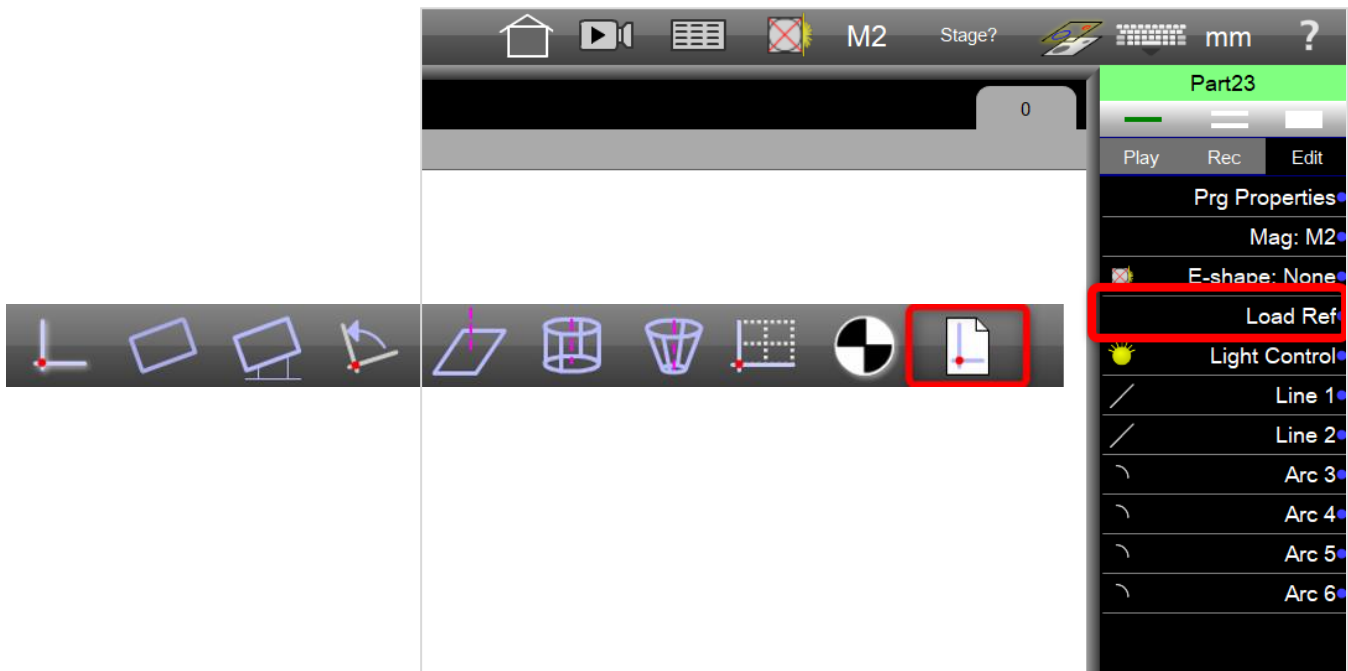 M2 Stage? mm ?
Part23
0
Play Rec Edit
Prg Properties
Mag: M2
E-shape: None
Load Ref
Light Control
Line 1
Line 2
Arc 3
Arc 4
Arc 5
Arc 6